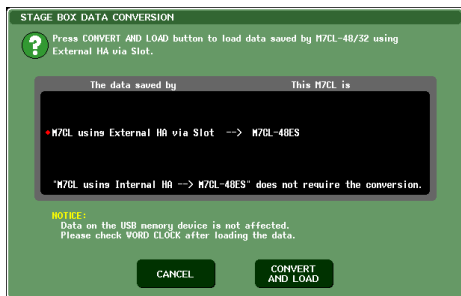 STAGE BOX DATA CONVERSION
Press CONVERT AND LOAD button to load data saved by M7CL-48/32 using
External HA via Slot.
The data saved by This M7CL is
M7CL using External HA via Slot --> M7CL-48ES
"M7CL using Internal HA --> M7CL-48ES" does not require the conversion.
NOTICE:
Data on the USB memory device is not affected.
Please check WORD CLOCK after loading the data.
CANCEL
CONVERT
AND LOAD